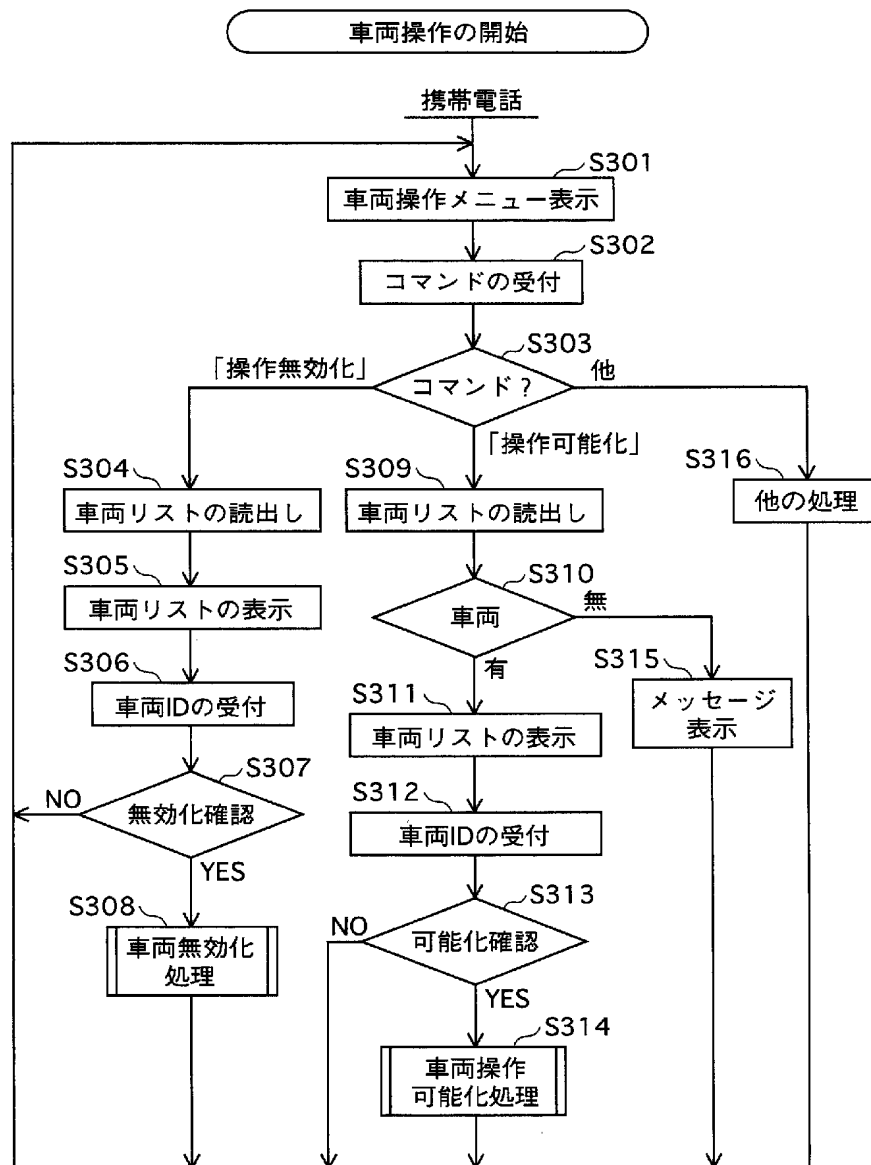 車両操作の開始
携帯電話
S301
車両操作メニュー表示
S302
コマンドの受付
S303
コマンド？
「操作無効化」
他
「操作可能化」
S304
車両リストの読出し
S309
車両リストの読出し
S316
他の処理
S305
車両リストの表示
S310
車両
無
有
S306
車両IDの受付
S311
車両リストの表示
S315
メッセージ
表示
S307
無効化確認
NO
YES
S312
車両IDの受付
S308
車両無効化
処理
S313
可能化確認
NO
YES
S314
車両操作
可能化処理